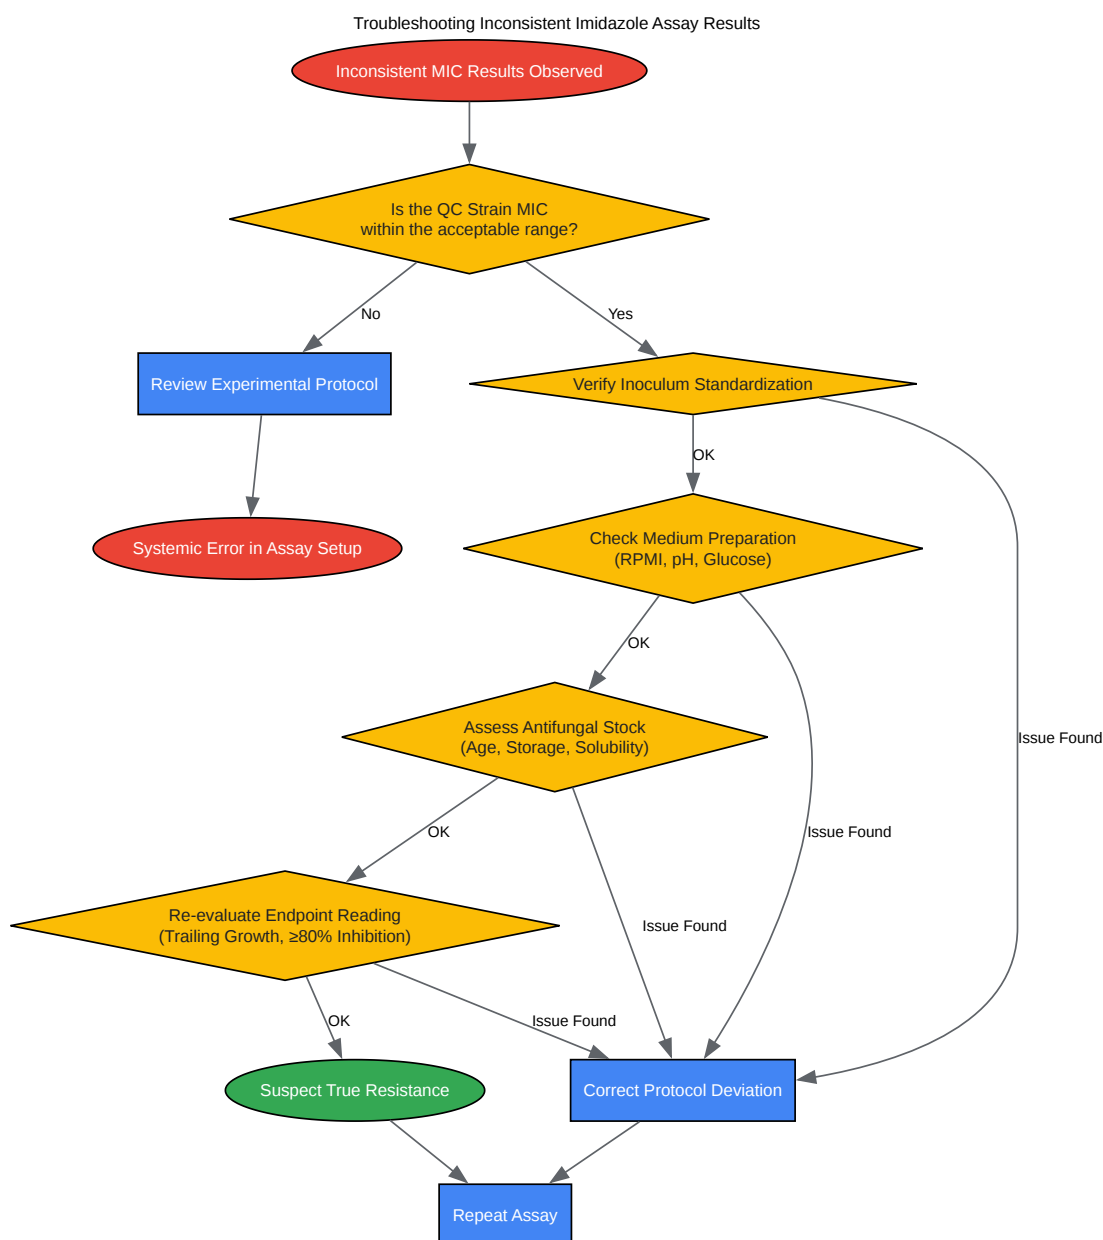 Troubleshooting Inconsistent Imidazole Assay Results
Inconsistent MIC Results Observed
Is the QC Strain MIC
within the acceptable range?
No
Yes
Review Experimental Protocol
Verify Inoculum Standardization
OK
Systemic Error in Assay Setup
Check Medium Preparation
(RPMI, pH, Glucose)
OK
Assess Antifungal Stock
(Age, Storage, Solubility)
Issue Found
OK
Issue Found
Re-evaluate Endpoint Reading
(Trailing Growth, ≥80% Inhibition)
Issue Found
OK
Issue Found
Suspect True Resistance
Correct Protocol Deviation
Repeat Assay